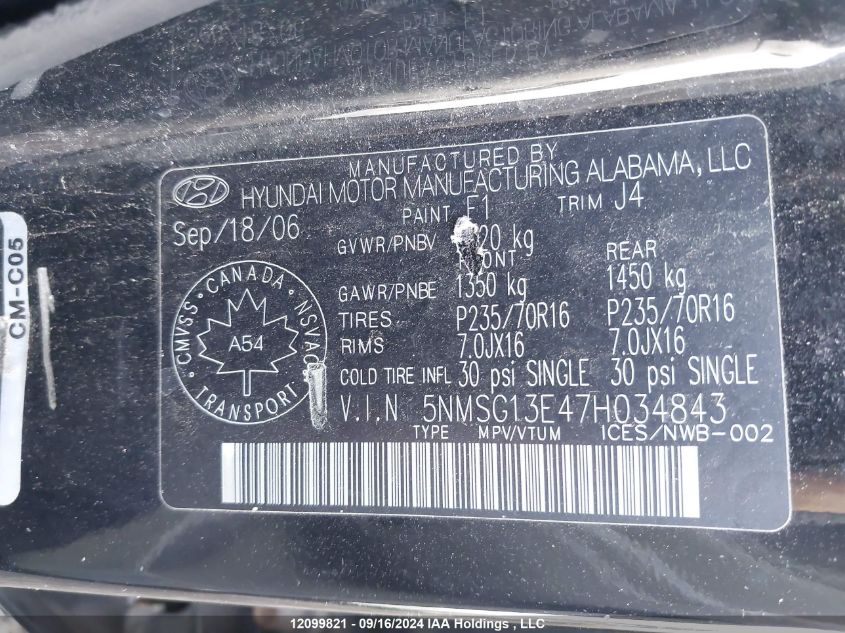 MANUFACTURED BY
HYUNDAI MOTOR MANUFACTURING ALABAMA, LLC
PAINT F1 TRIM J4
Sep/18/06
GVWR/PNBV 20 kg
FRONT REAR
GAWR/PNBE 1350 kg 1450 kg
TIRES P235/70R16 P235/70R16
RIMS 7.0JX16 7.0JX16
COLD TIRE INFL 30 psi SINGLE 30 psi SINGLE
V.I.N 5NMSG13E47H034843
TYPE MPV/VTUM ICES/NWB-002
CMVSS · CANADA · NSVAC
A54
TRANSPORT
CM-C05
12099821 - 09/16/2024 IAA Holdings , LLC